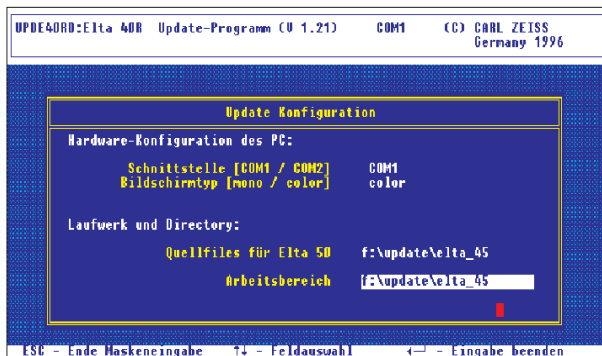 UPDE40RD:Elta 40R Update-Programm (V 1.21) COM1 (C) CARL ZEISS
Germany 1996
Update Konfiguration
Hardware-Konfiguration des PC:
Schnittstelle [COM1 / COM2] COM1
Bildschirmtyp [mono / color] color
Laufwerk und Directory:
Quellfiles für Elta 50 f:\update\elta_45
Arbeitsbereich f:\update\elta_45
ESC - Ende Maskeneingabe ↑↓ - Feldauswahl ←┘ - Eingabe beenden